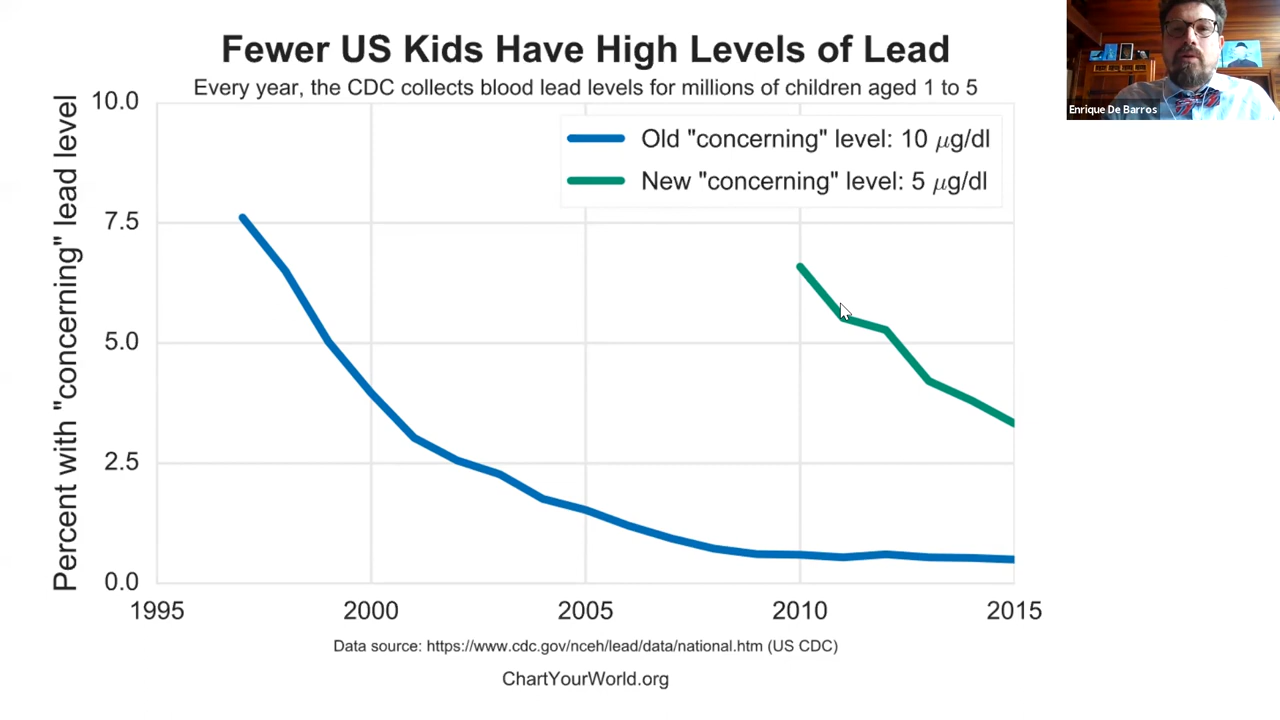 Fewer US Kids Have High Levels of Lead
Every year, the CDC collects blood lead levels for millions of children aged 1 to 5
Percent with "concerning" lead level
10.0
7.5
5.0
2.5
0.0
Old "concerning" level: 10 μg/dl
New "concerning" level: 5 μg/dl
1995 2000 2005 2010 2015
Data source: https://www.cdc.gov/nceh/lead/data/national.htm (US CDC)
ChartYourWorld.org
Enrique De Barros